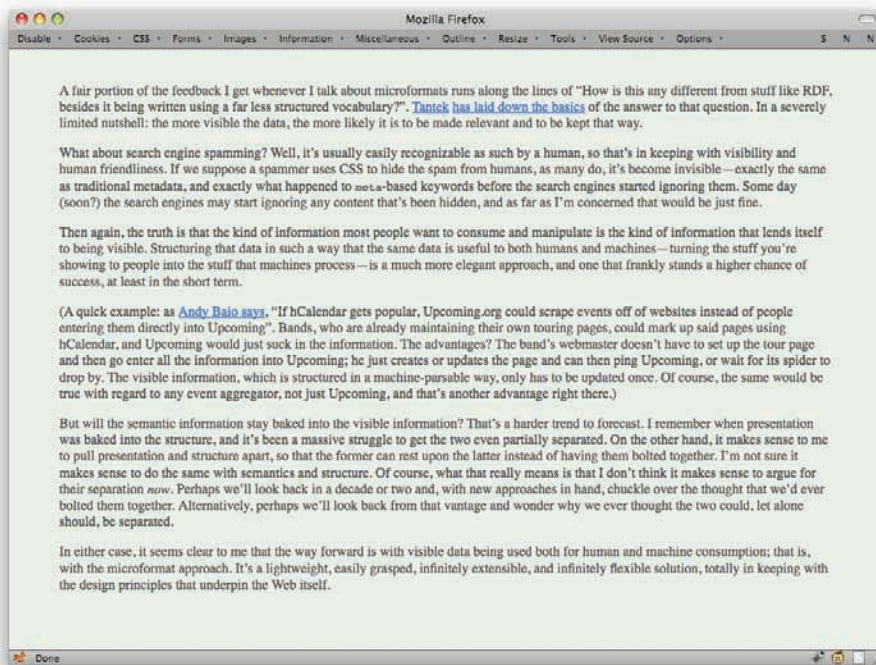 Mozilla Firefox
Disable Cookies CSS Forms Images Information Miscellaneous Outline Resize Tools View Source Options S N N
A fair portion of the feedback I get whenever I talk about microformats runs along the lines of “How is this any different from stuff like RDF,
besides it being written using a far less structured vocabulary?”. Tantek has laid down the basics of the answer to that question. In a severely
limited nutshell: the more visible the data, the more likely it is to be made relevant and to be kept that way.
What about search engine spamming? Well, it’s usually easily recognizable as such by a human, so that’s in keeping with visibility and
human friendliness. If we suppose a spammer uses CSS to hide the spam from humans, as many do, it’s become invisible—exactly the same
as traditional metadata, and exactly what happened to meta-based keywords before the search engines started ignoring them. Some day
(soon?) the search engines may start ignoring any content that’s been hidden, and as far as I’m concerned that would be just fine.
Then again, the truth is that the kind of information most people want to consume and manipulate is the kind of information that lends itself
to being visible. Structuring that data in such a way that the same data is useful to both humans and machines—turning the stuff you’re
showing to people into the stuff that machines process—is a much more elegant approach, and one that frankly stands a higher chance of
success, at least in the short term.
(A quick example: as Andy Baio says, “If hCalendar gets popular, Upcoming.org could scrape events off of websites instead of people
entering them directly into Upcoming”. Bands, who are already maintaining their own touring pages, could mark up said pages using
hCalendar, and Upcoming would just suck in the information. The advantages? The band’s webmaster doesn’t have to set up the tour page
and then go enter all the information into Upcoming; he just creates or updates the page and can then ping Upcoming, or wait for its spider to
drop by. The visible information, which is structured in a machine-parsable way, only has to be updated once. Of course, the same would be
true with regard to any event aggregator, not just Upcoming, and that’s another advantage right there.)
But will the semantic information stay baked into the visible information? That’s a harder trend to forecast. I remember when presentation
was baked into the structure, and it’s been a massive struggle to get the two even partially separated. On the other hand, it makes sense to me
to pull presentation and structure apart, so that the former can rest upon the latter instead of having them bolted together. I’m not sure it
makes sense to do the same with semantics and structure. Of course, what that really means is that I don’t think it makes sense to argue for
their separation now. Perhaps we’ll look back in a decade or two and, with new approaches in hand, chuckle over the thought that we’d ever
bolted them together. Alternatively, perhaps we’ll look back from that vantage and wonder why we ever thought the two could, let alone
should, be separated.
In either case, it seems clear to me that the way forward is with visible data being used both for human and machine consumption; that is,
with the microformat approach. It’s a lightweight, easily grasped, infinitely extensible, and infinitely flexible solution, totally in keeping with
the design principles that underpin the Web itself.
Done